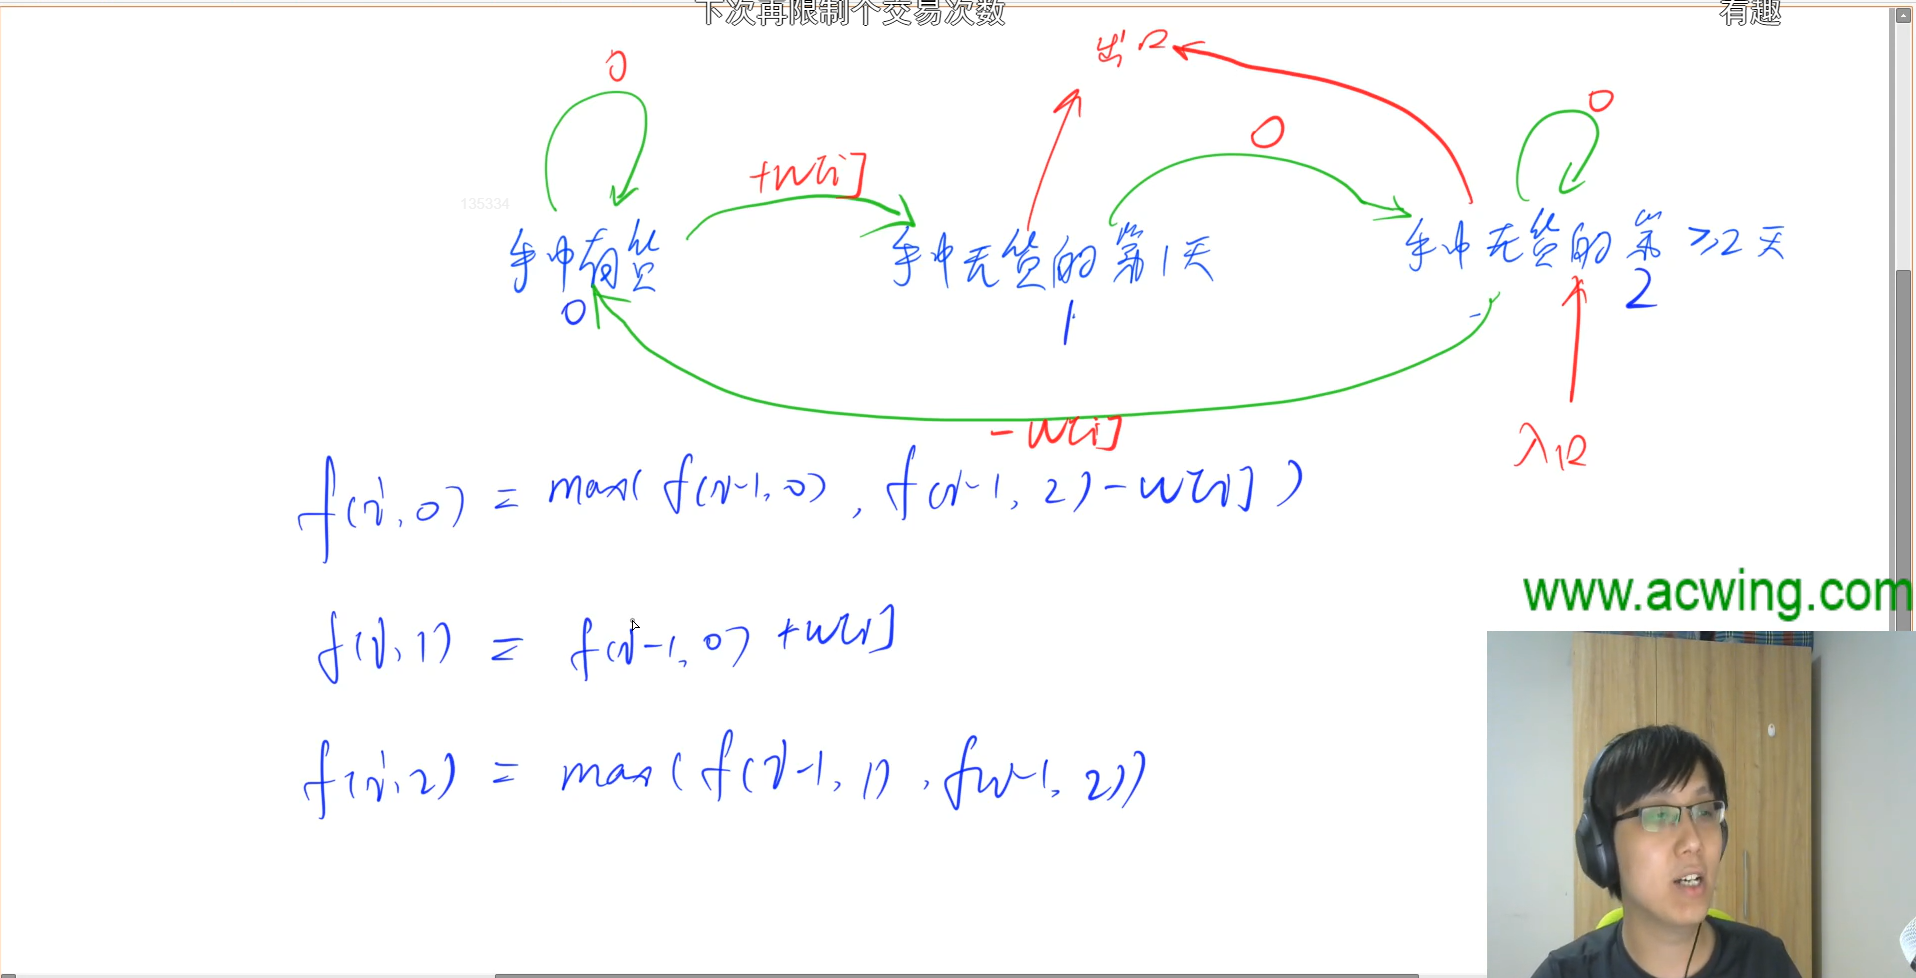 下次再限制个交易次数 有趣
出口
0 0 0
+w[i]
135334
手中有货 手中无货的第1天 手中无货的第≥2天
0 1 2
-w[i]
入口
f(i,0) = max(f(i-1,0), f(i-1,2)-w[i])
www.acwing.com
f(i,1) = f(i-1,0)+w[i]
f(i,2) = max(f(i-1,1), f(i-1,2))